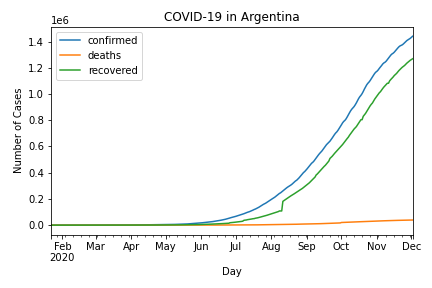 COVID-19 in Argentina
1e6
confirmed
deaths
recovered
Number of Cases
1.4
1.2
1.0
0.8
0.6
0.4
0.2
0.0
Feb Mar Apr May Jun Jul Aug Sep Oct Nov Dec
2020
Day